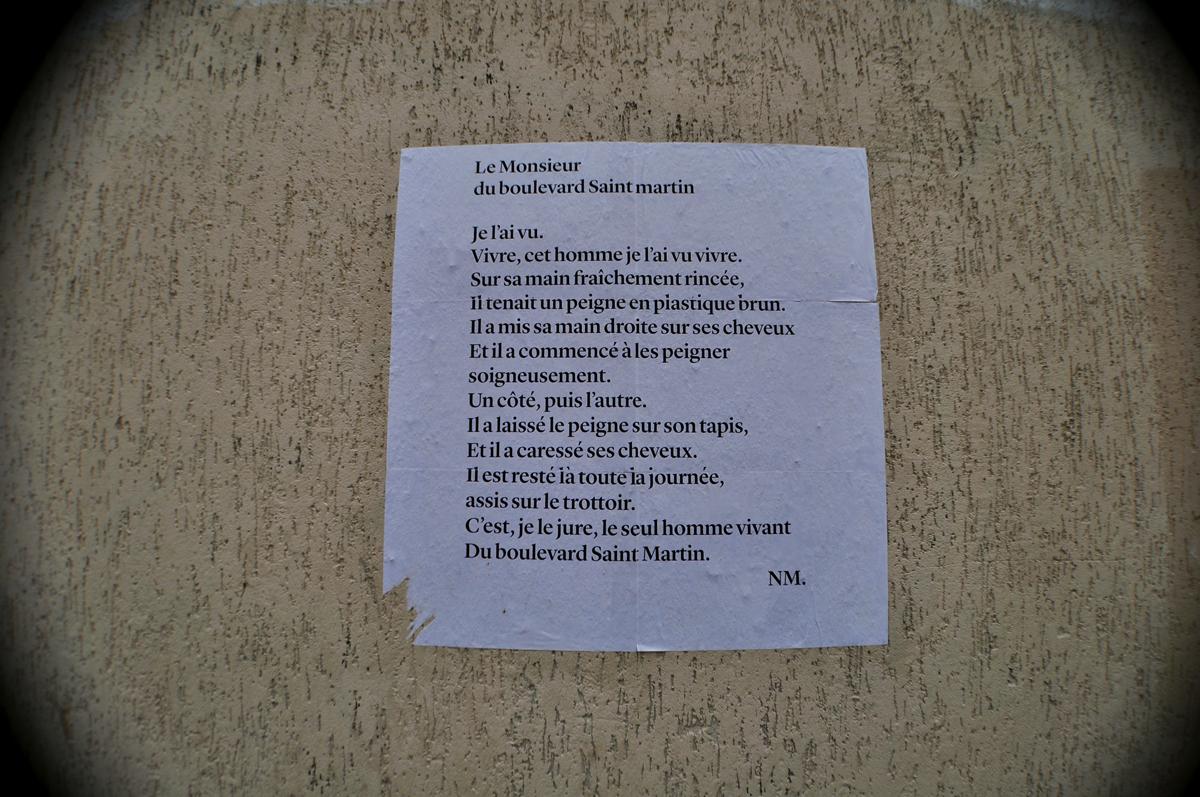 Le Monsieur
du boulevard Saint martin
Je l'ai vu.
Vivre, cet homme je l'ai vu vivre.
Sur sa main fraîchement rincée,
il tenait un peigne en plastique brun.
Il a mis sa main droite sur ses cheveux
Et il a commencé à les peigner
soigneusement.
Un côté, puis l'autre.
Il a laissé le peigne sur son tapis,
Et il a caressé ses cheveux.
Il est resté là toute la journée,
assis sur le trottoir.
C'est, je le jure, le seul homme vivant
Du boulevard Saint Martin.
NM.